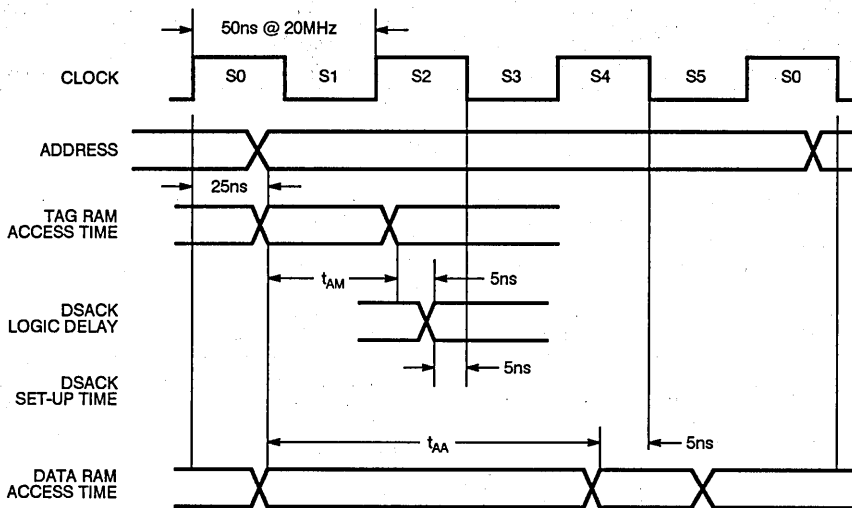 50ns @ 20MHz
CLOCK
S0
S1
S2
S3
S4
S5
S0
ADDRESS
25ns
TAG RAM
ACCESS TIME
tAM
5ns
DSACK
LOGIC DELAY
5ns
DSACK
SET-UP TIME
tAA
5ns
DATA RAM
ACCESS TIME